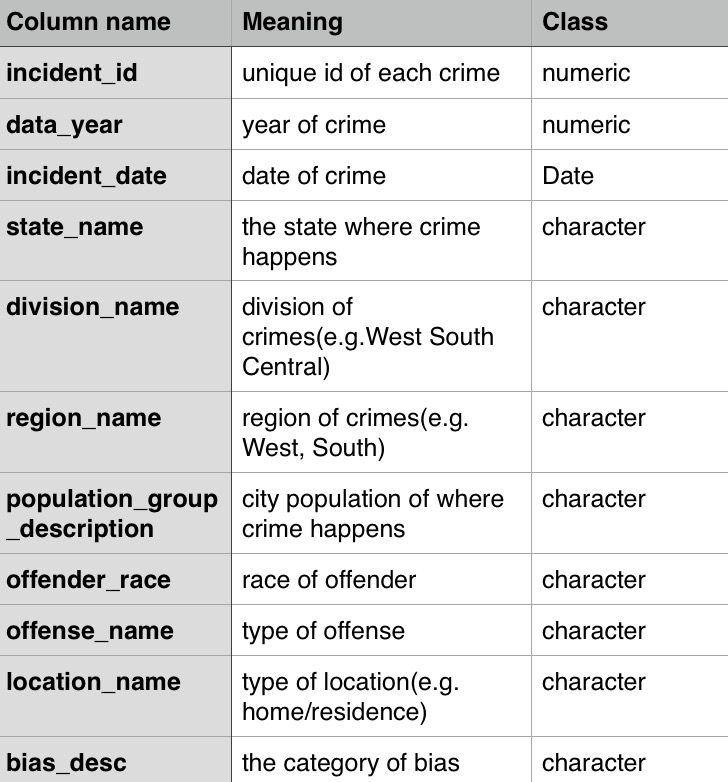 Column name Meaning Class
incident_id unique id of each crime numeric
data_year year of crime numeric
incident_date date of crime Date
state_name the state where crime character
happens
division_name division of character
crimes(e.g.West South
Central)
region_name region of crimes(e.g. character
West, South)
population_group city population of where character
_description crime happens
offender_race race of offender character
offense_name type of offense character
location_name type of location(e.g. character
home/residence)
bias_desc the category of bias character